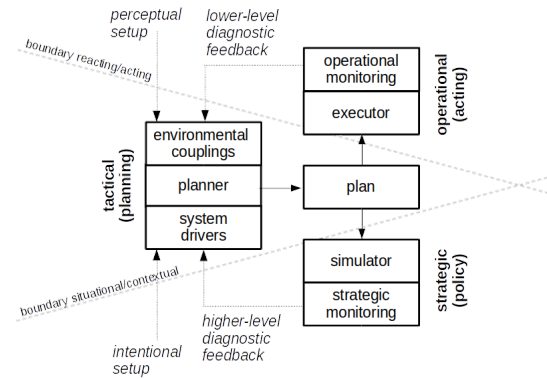 perceptual
setup
lower-level
diagnostic
feedback
boundary reacting/acting
operational
monitoring
executor
operational
(acting)
environmental
couplings
planner
system
drivers
tactical
(planning)
plan
simulator
strategic
monitoring
strategic
(policy)
boundary situational/contextual
intentional
setup
higher-level
diagnostic
feedback